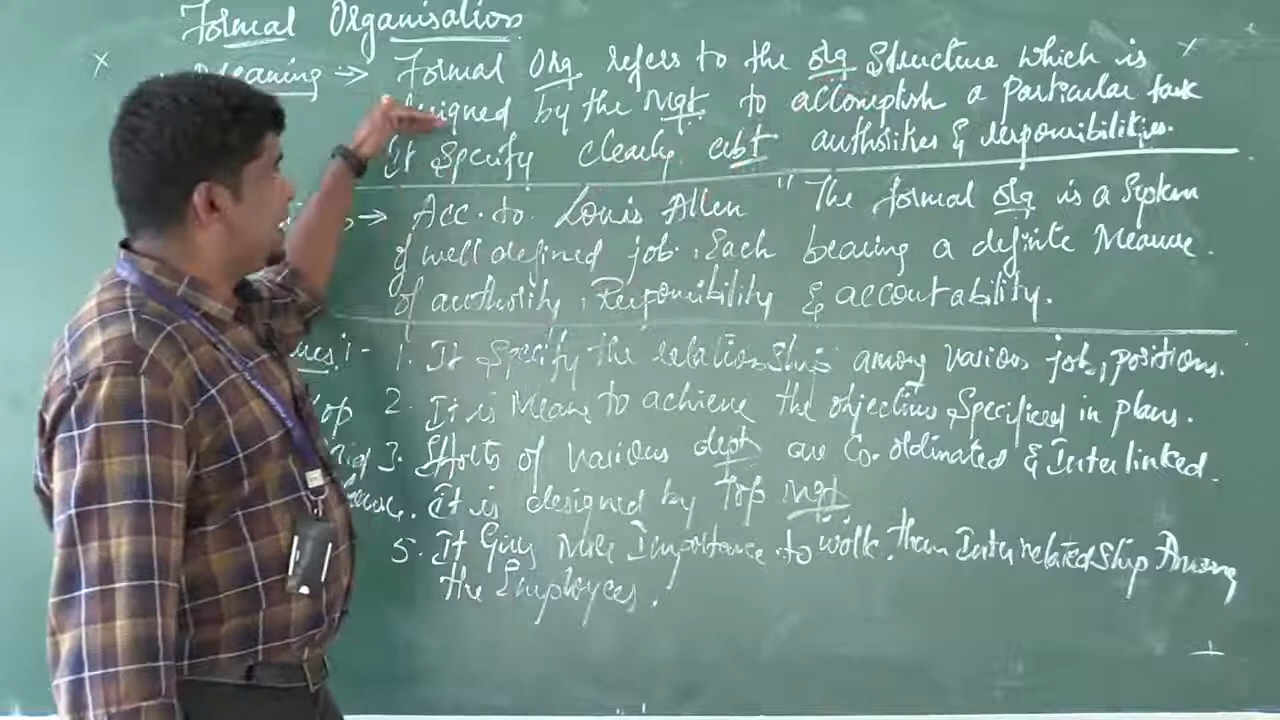 Formal Organisation
Meaning → Formal Org refers to the org Structure which is
designed by the Mgt to accomplish a particular task
it Specify clearly abt authorities & responsibilities.
→ Acc. to Louis Allen "The formal org is a System
of well defined job, Each bearing a definite Measure.
of authority, Responsibility & accountability.
1. It Specify the relationship among various job, positions.
2. It is Means to achieve the objectives Specified in plans.
3. Efforts of various dept are Co-ordinated & Interlinked.
It is designed by Top Mgt
5. It Gives More Importance to work. than Interrelatedship Among
the Employees.